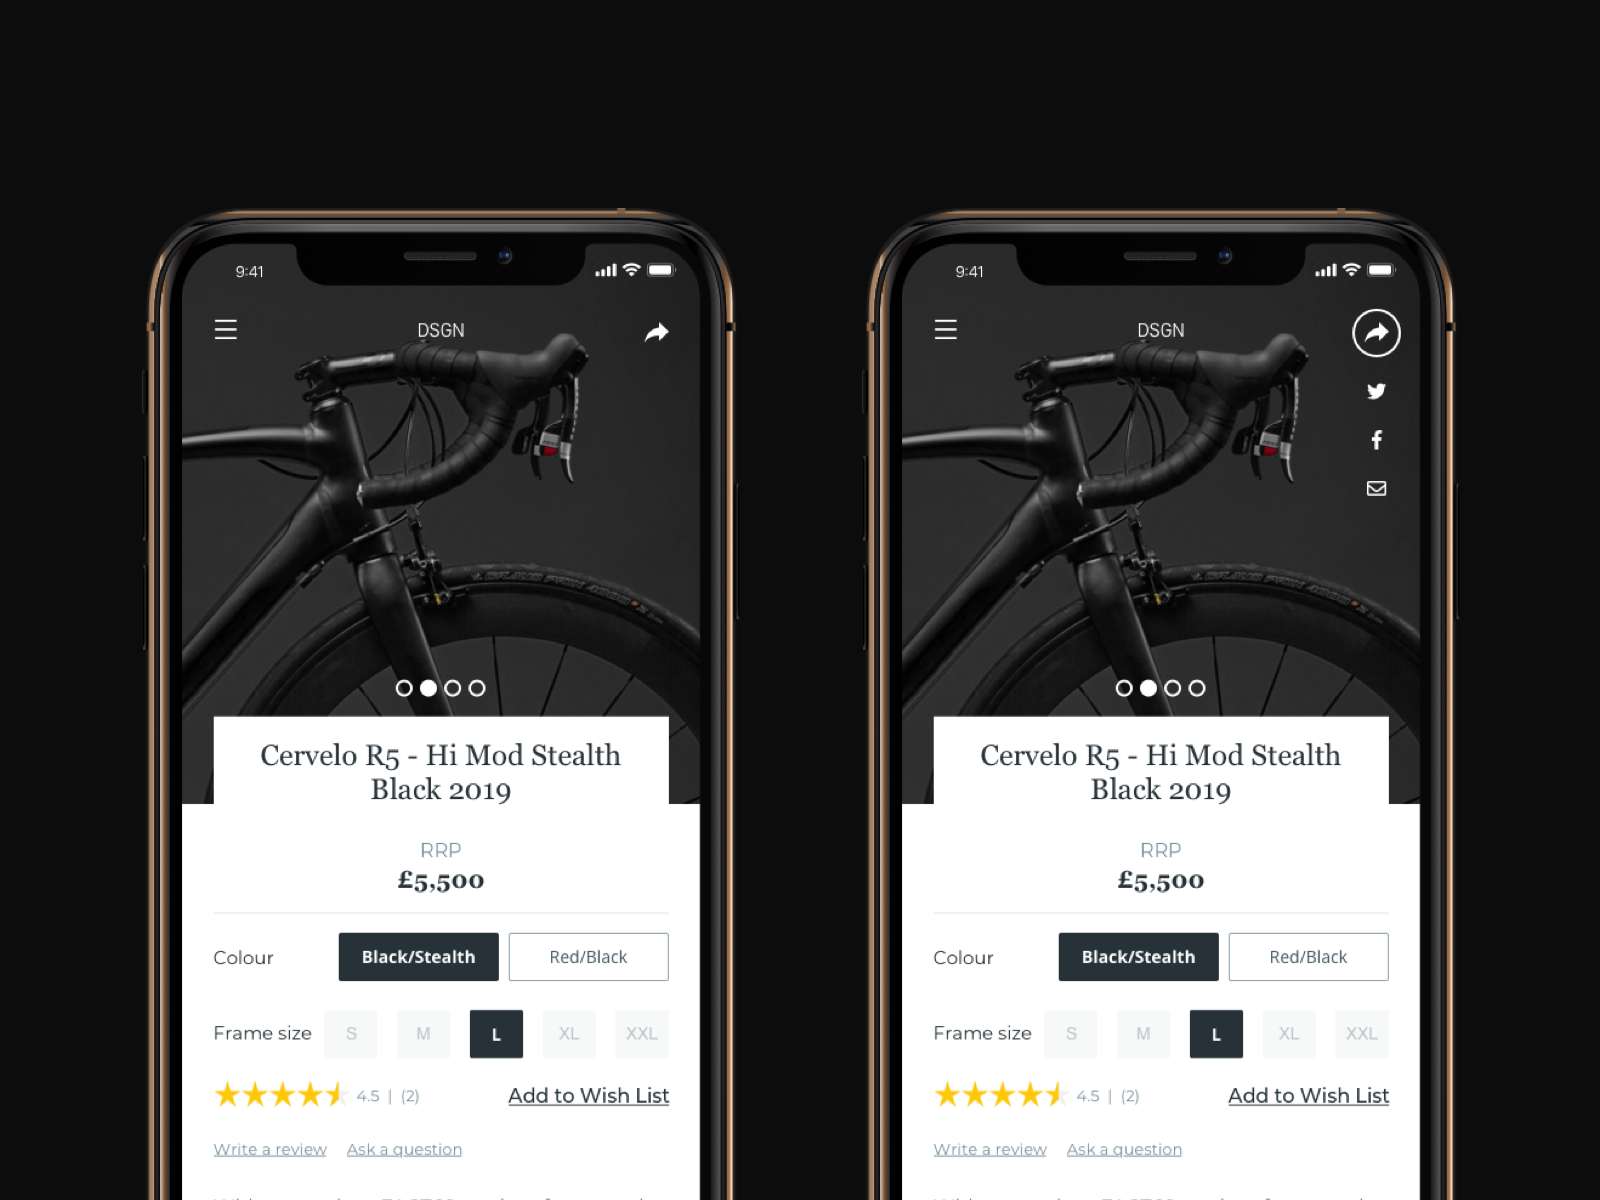 9:41
DSGN
Cervelo R5 - Hi Mod Stealth
Black 2019
RRP
£5,500
Colour Black/Stealth Red/Black
Frame size S M L XL XXL
4.5 | (2) Add to Wish List
Write a review Ask a question
9:41
DSGN
Cervelo R5 - Hi Mod Stealth
Black 2019
RRP
£5,500
Colour Black/Stealth Red/Black
Frame size S M L XL XXL
4.5 | (2) Add to Wish List
Write a review Ask a question